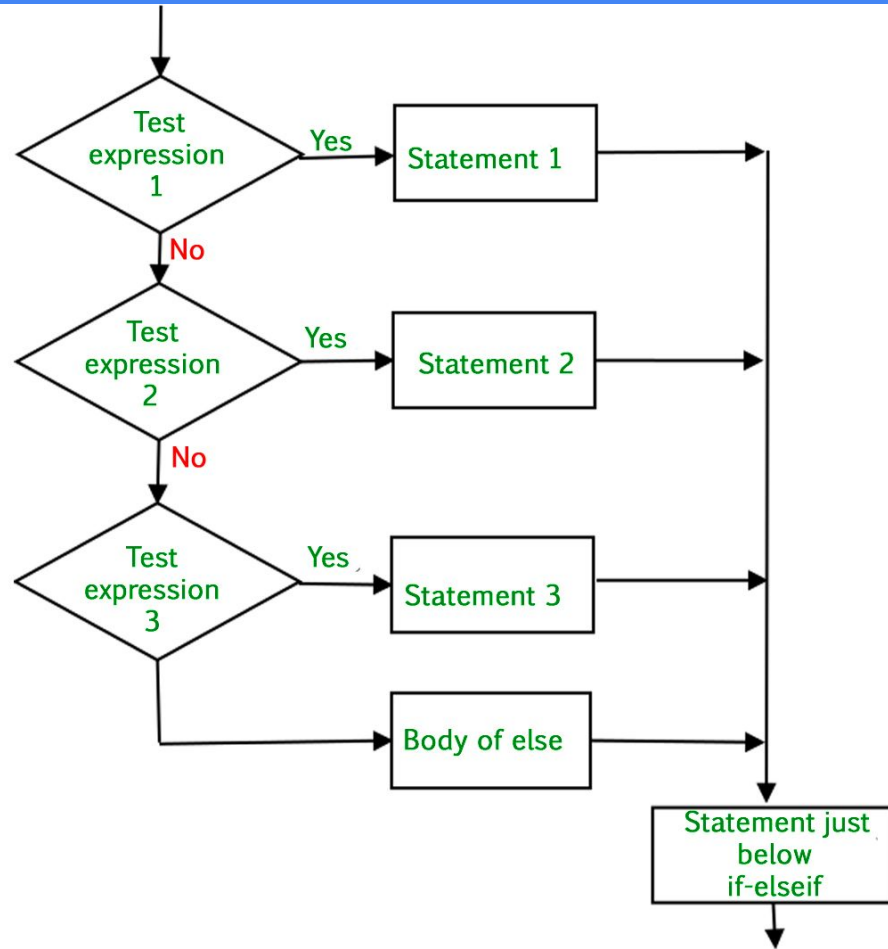 Test
expression
1
Yes
Statement 1
No
Test
expression
2
Yes
Statement 2
No
Test
expression
3
Yes
Statement 3
Body of else
Statement just
below
if-elseif